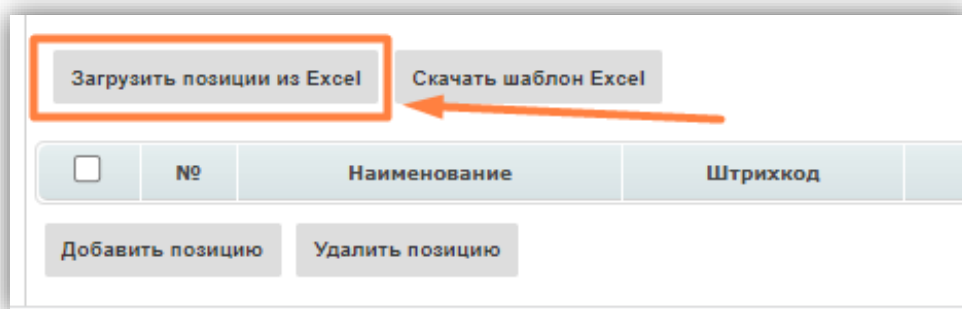 Загрузить позиции из Excel Скачать шаблон Excel
№ Наименование Штрихкод
Добавить позицию Удалить позицию